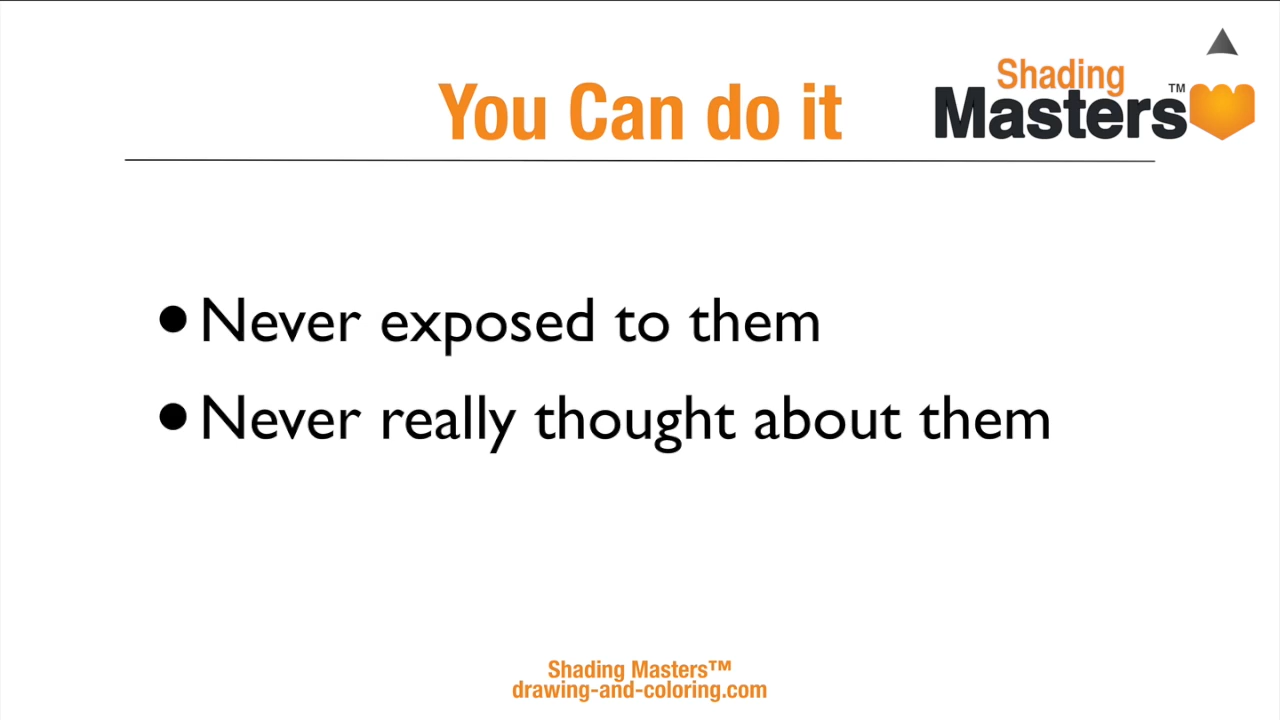 You Can do it
Shading
Masters™
• Never exposed to them
• Never really thought about them
Shading Masters™
drawing-and-coloring.com